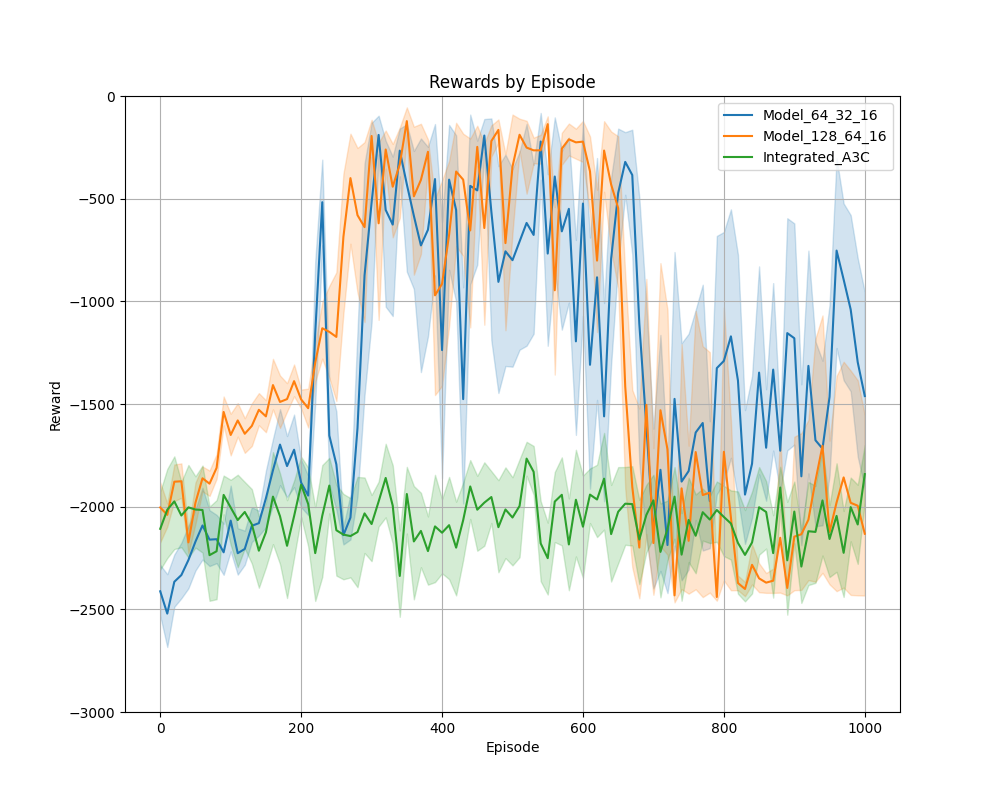 Rewards by Episode
0
−500
−1000
−1500
−2000
−2500
−3000
Reward
Model_64_32_16
Model_128_64_16
Integrated_A3C
0 200 400 600 800 1000
Episode